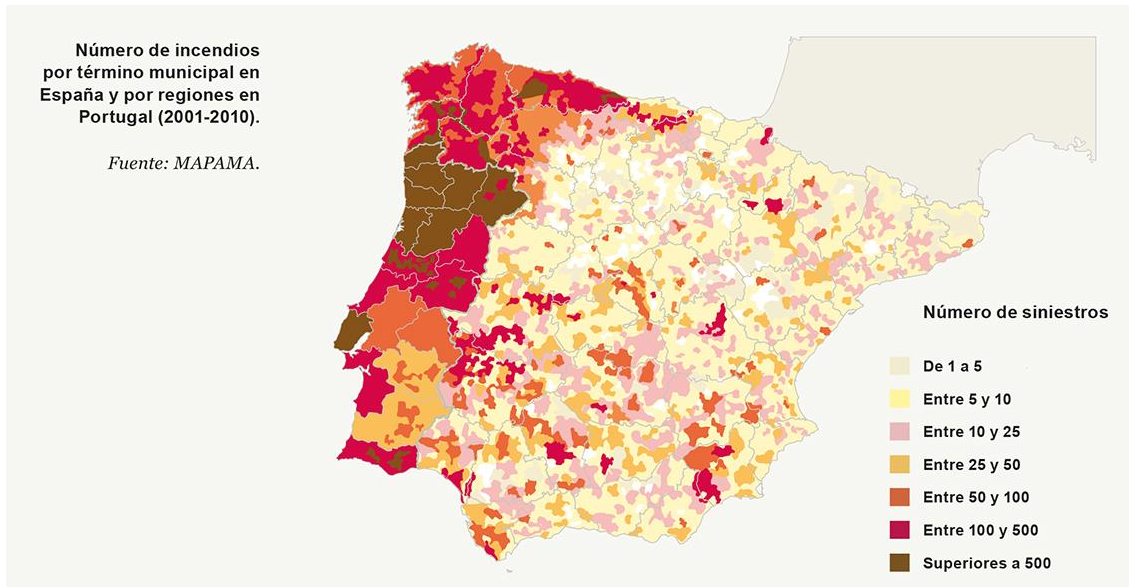 Número de incendios
por término municipal en
España y por regiones en
Portugal (2001-2010).
Fuente: MAPAMA.
Número de siniestros
De 1 a 5
Entre 5 y 10
Entre 10 y 25
Entre 25 y 50
Entre 50 y 100
Entre 100 y 500
Superiores a 500